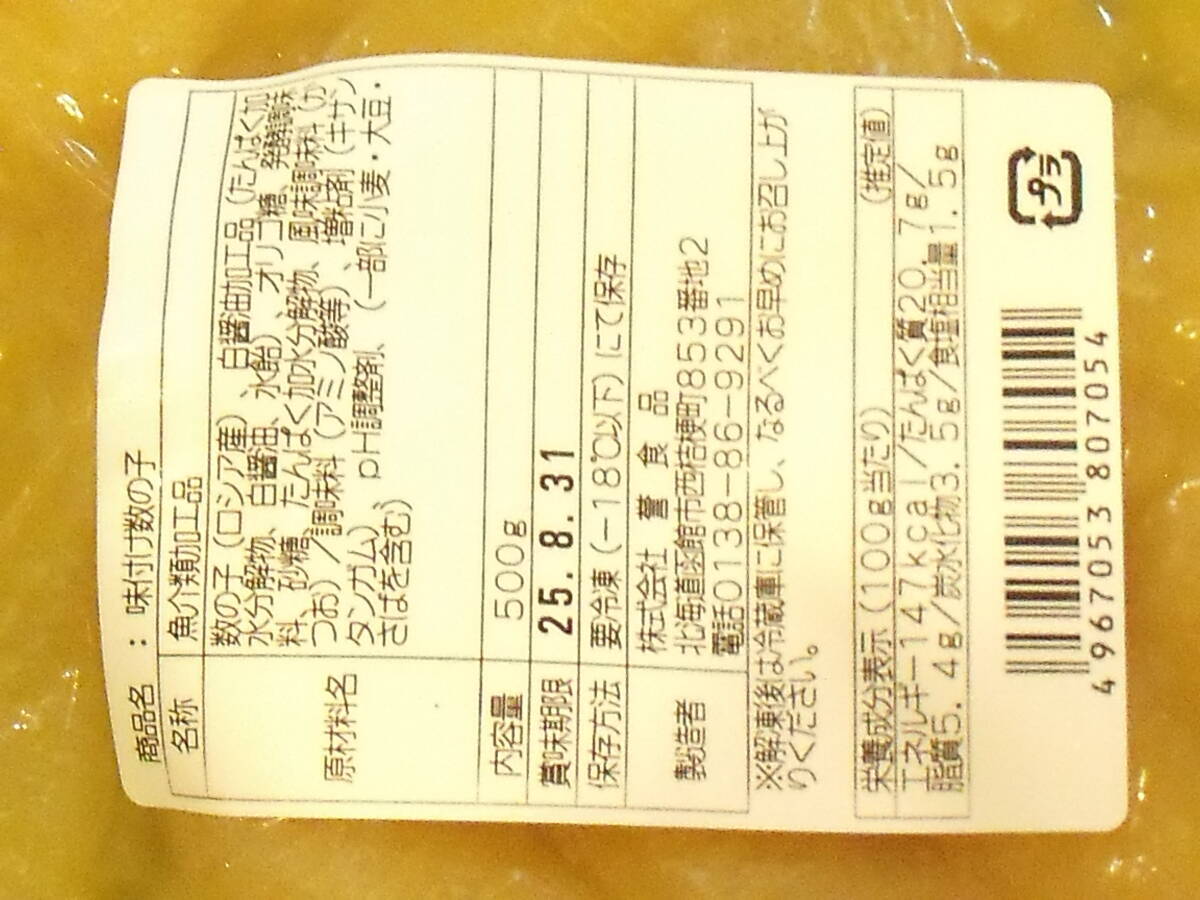 商品名 : 味付け数の子
名称 魚介類加工品
原材料名 数の子（ロシア産）、白醤油加工品（たんぱく加
水分解物、白醤油、水飴）、オリゴ糖、発酵調味
料、砂糖、たんぱく加水分解物、風味調味料（か
つお）／調味料（アミノ酸等）、増粘剤（キサン
タンガム）、pH調整剤、（一部に小麦・大豆・
さばを含む）
内容量 500g
賞味期限 25.8.31
保存方法 要冷凍（－18℃以下）にて保存
製造者 株式会社 誉食品
北海道函館市西桔梗町853番地2
電話0138-86-9291
※解凍後は冷蔵庫に保管し、なるべくお早めにお召し上が
りください。
栄養成分表示（100g当たり） （推定値）
エネルギー147kcal/たんぱく質20.7g/
脂質5.4g/炭水化物3.5g/食塩相当量1.5g
プラ
4967053807054